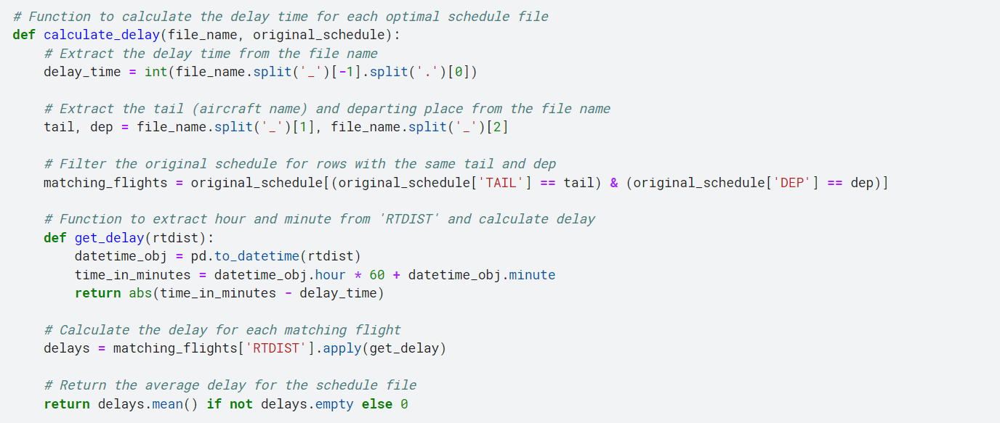 # Function to calculate the delay time for each optimal schedule file
def calculate_delay(file_name, original_schedule):
    # Extract the delay time from the file name
    delay_time = int(file_name.split('_')[-1].split('.')[0])

    # Extract the tail (aircraft name) and departing place from the file name
    tail, dep = file_name.split('_')[1], file_name.split('_')[2]

    # Filter the original schedule for rows with the same tail and dep
    matching_flights = original_schedule[(original_schedule['TAIL'] == tail) & (original_schedule['DEP'] == dep)]

    # Function to extract hour and minute from 'RTDIST' and calculate delay
    def get_delay(rtdist):
        datetime_obj = pd.to_datetime(rtdist)
        time_in_minutes = datetime_obj.hour * 60 + datetime_obj.minute
        return abs(time_in_minutes - delay_time)

    # Calculate the delay for each matching flight
    delays = matching_flights['RTDIST'].apply(get_delay)

    # Return the average delay for the schedule file
    return delays.mean() if not delays.empty else 0